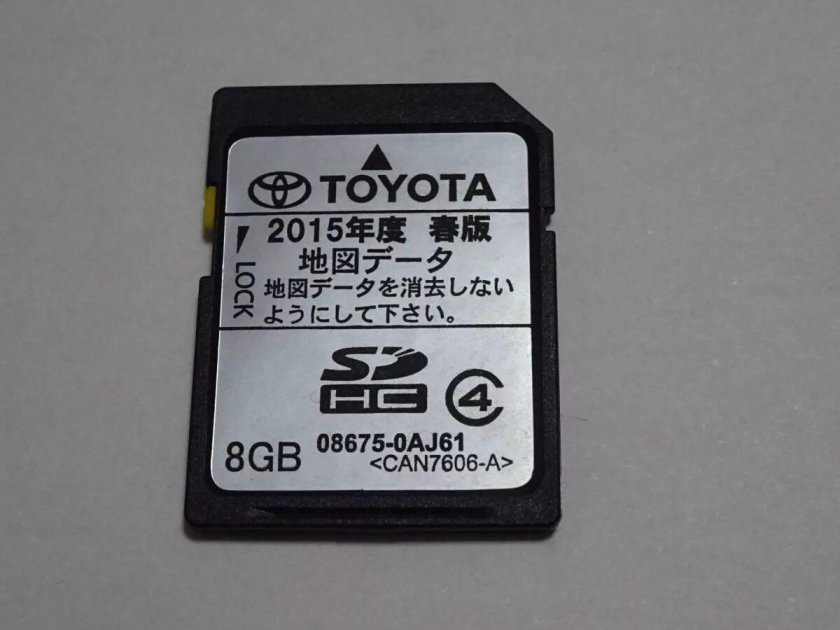 TOYOTA
2015年度 春版
地図データ
地図データを消去しない
ようにして下さい。
LOCK
SD
HC
4
8GB
08675-0AJ61
<CAN7606-A>